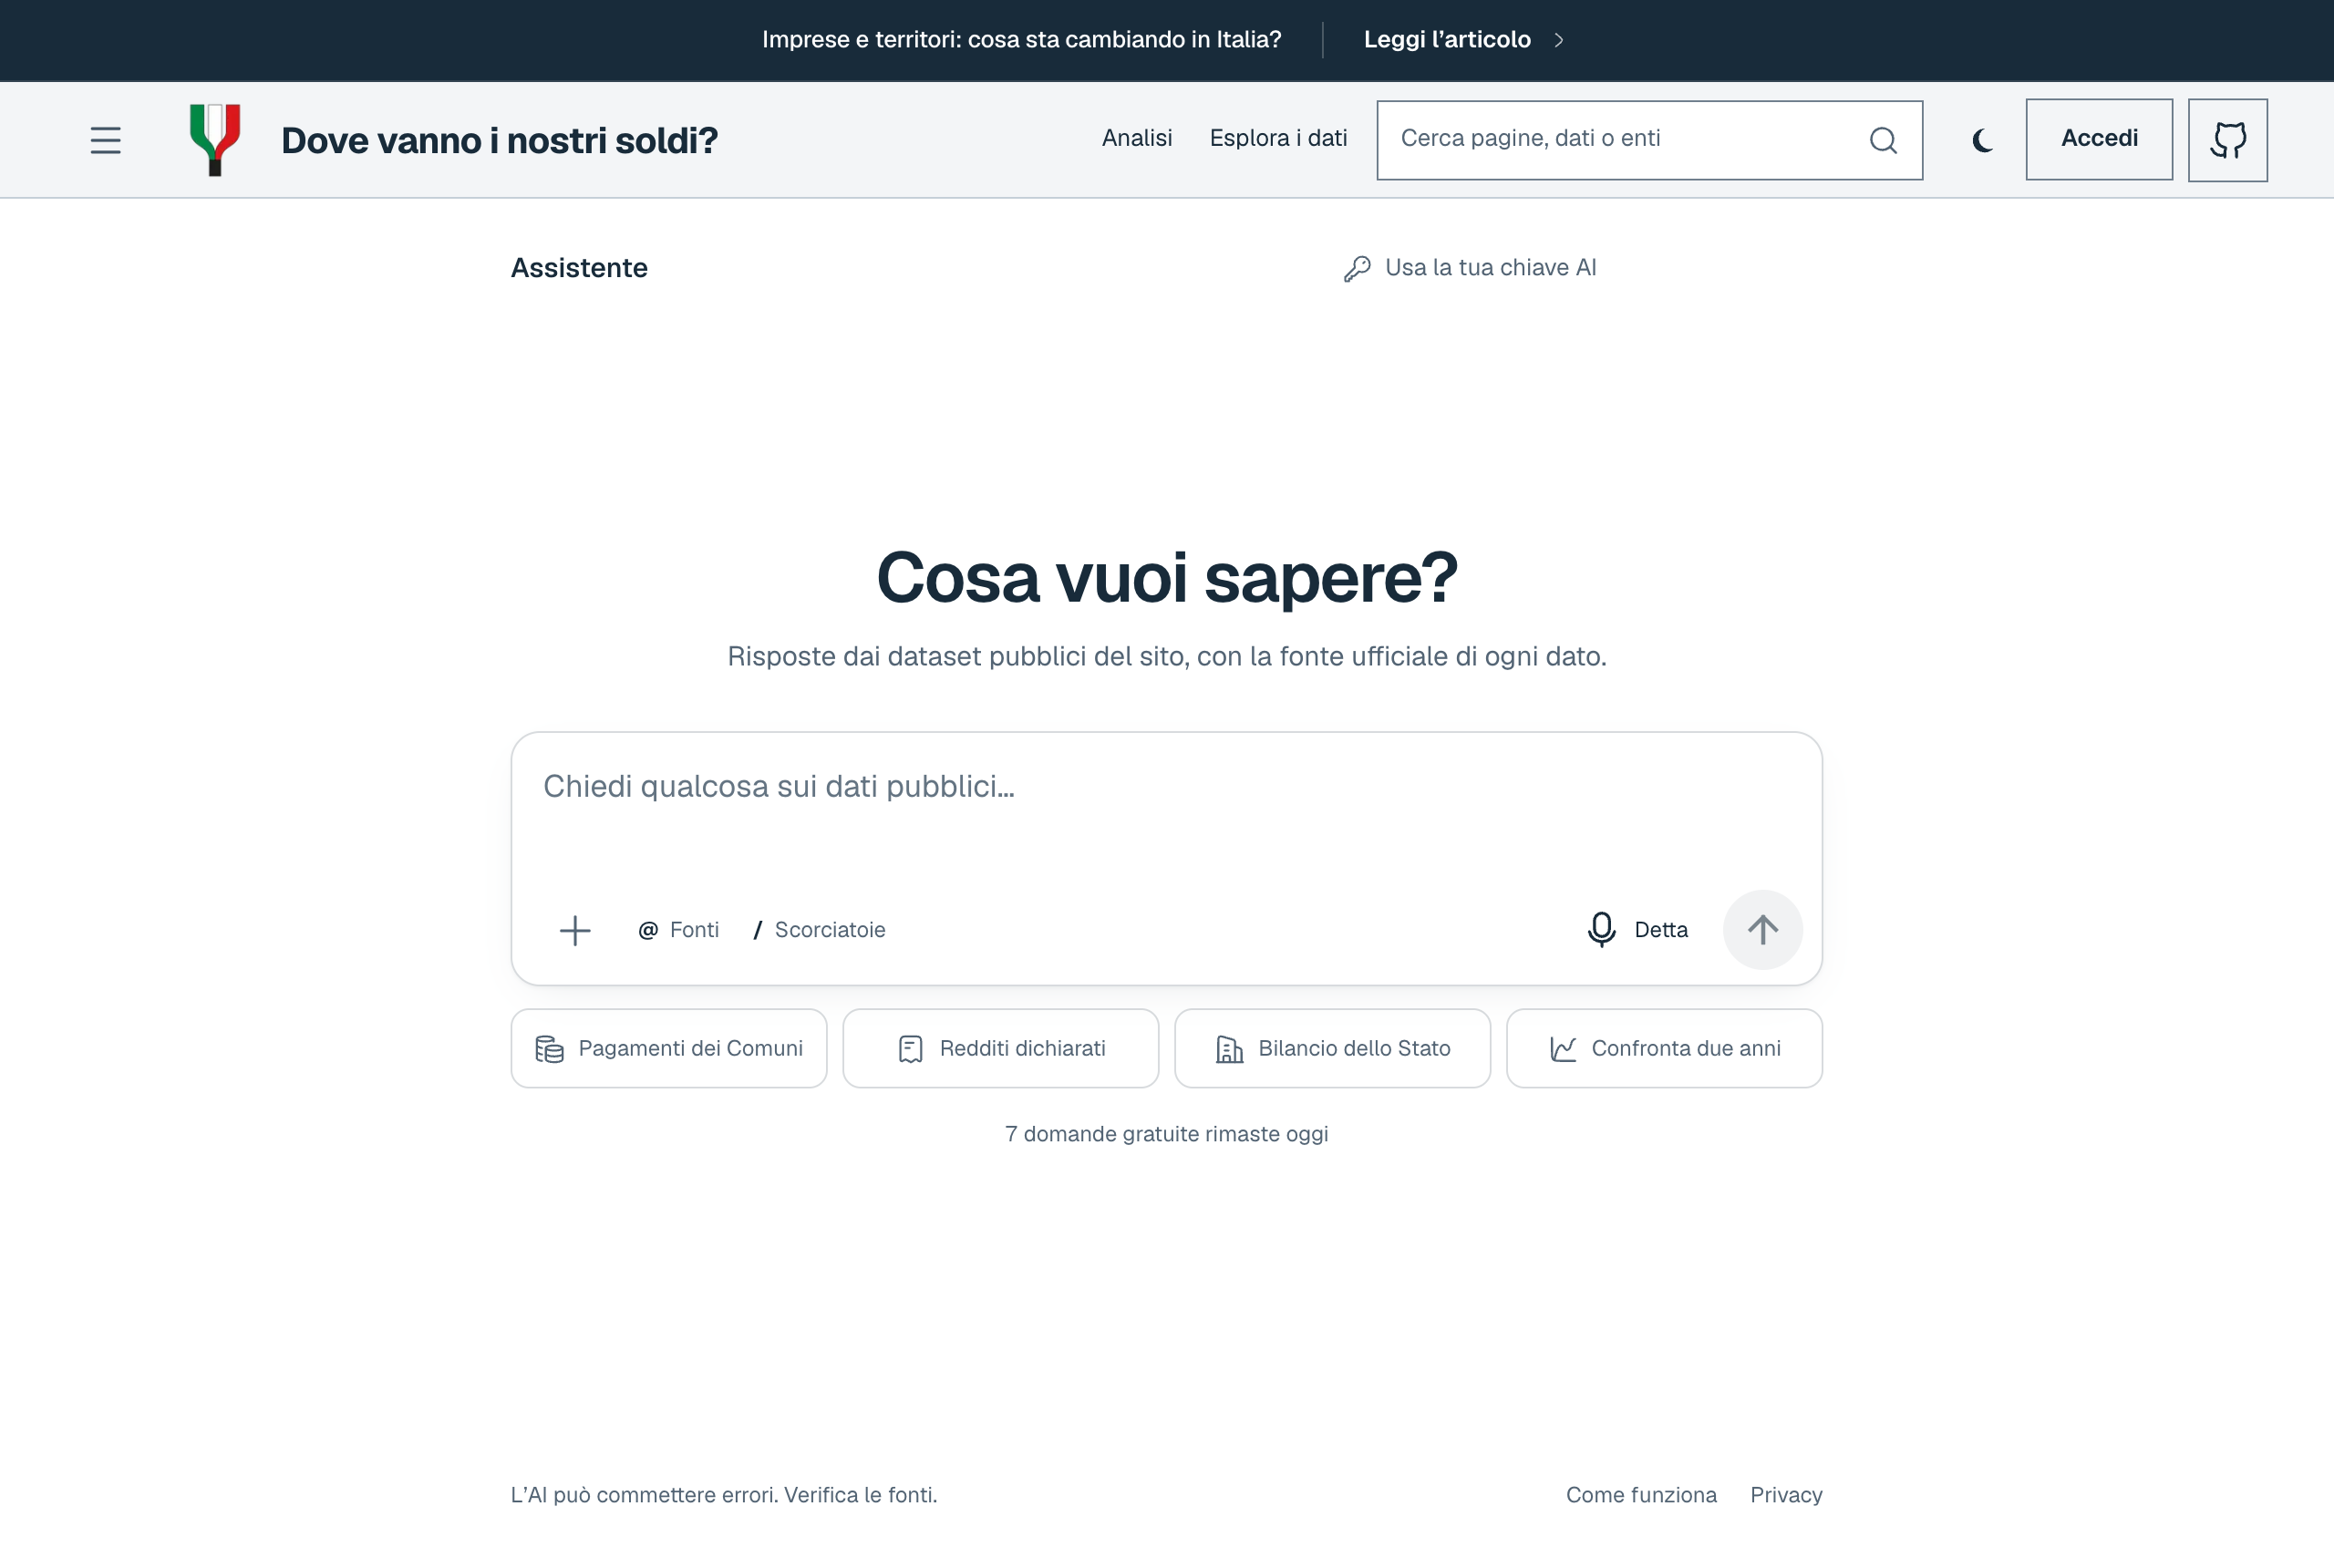 Imprese e territori: cosa sta cambiando in Italia?
Leggi l’articolo
Dove vanno i nostri soldi?
Analisi
Esplora i dati
Cerca pagine, dati o enti
Accedi
Assistente
Usa la tua chiave AI
Cosa vuoi sapere?
Risposte dai dataset pubblici del sito, con la fonte ufficiale di ogni dato.
Chiedi qualcosa sui dati pubblici…
@ Fonti
/ Scorciatoie
Detta
Pagamenti dei Comuni
Redditi dichiarati
Bilancio dello Stato
Confronta due anni
7 domande gratuite rimaste oggi
L’AI può commettere errori. Verifica le fonti.
Come funziona
Privacy